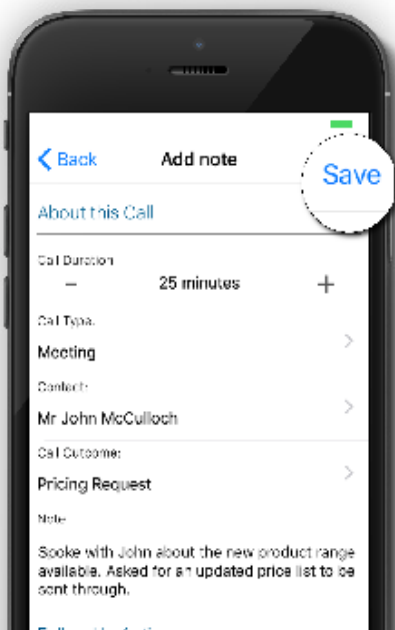 Back
Add note
Save
About this Call
Call Duration
− 25 minutes +
Call Type:
Meeting
Contact:
Mr John McCulloch
Call Outcome:
Pricing Request
Note
Spoke with John about the new product range
available. Asked for an updated price list to be
sent through.